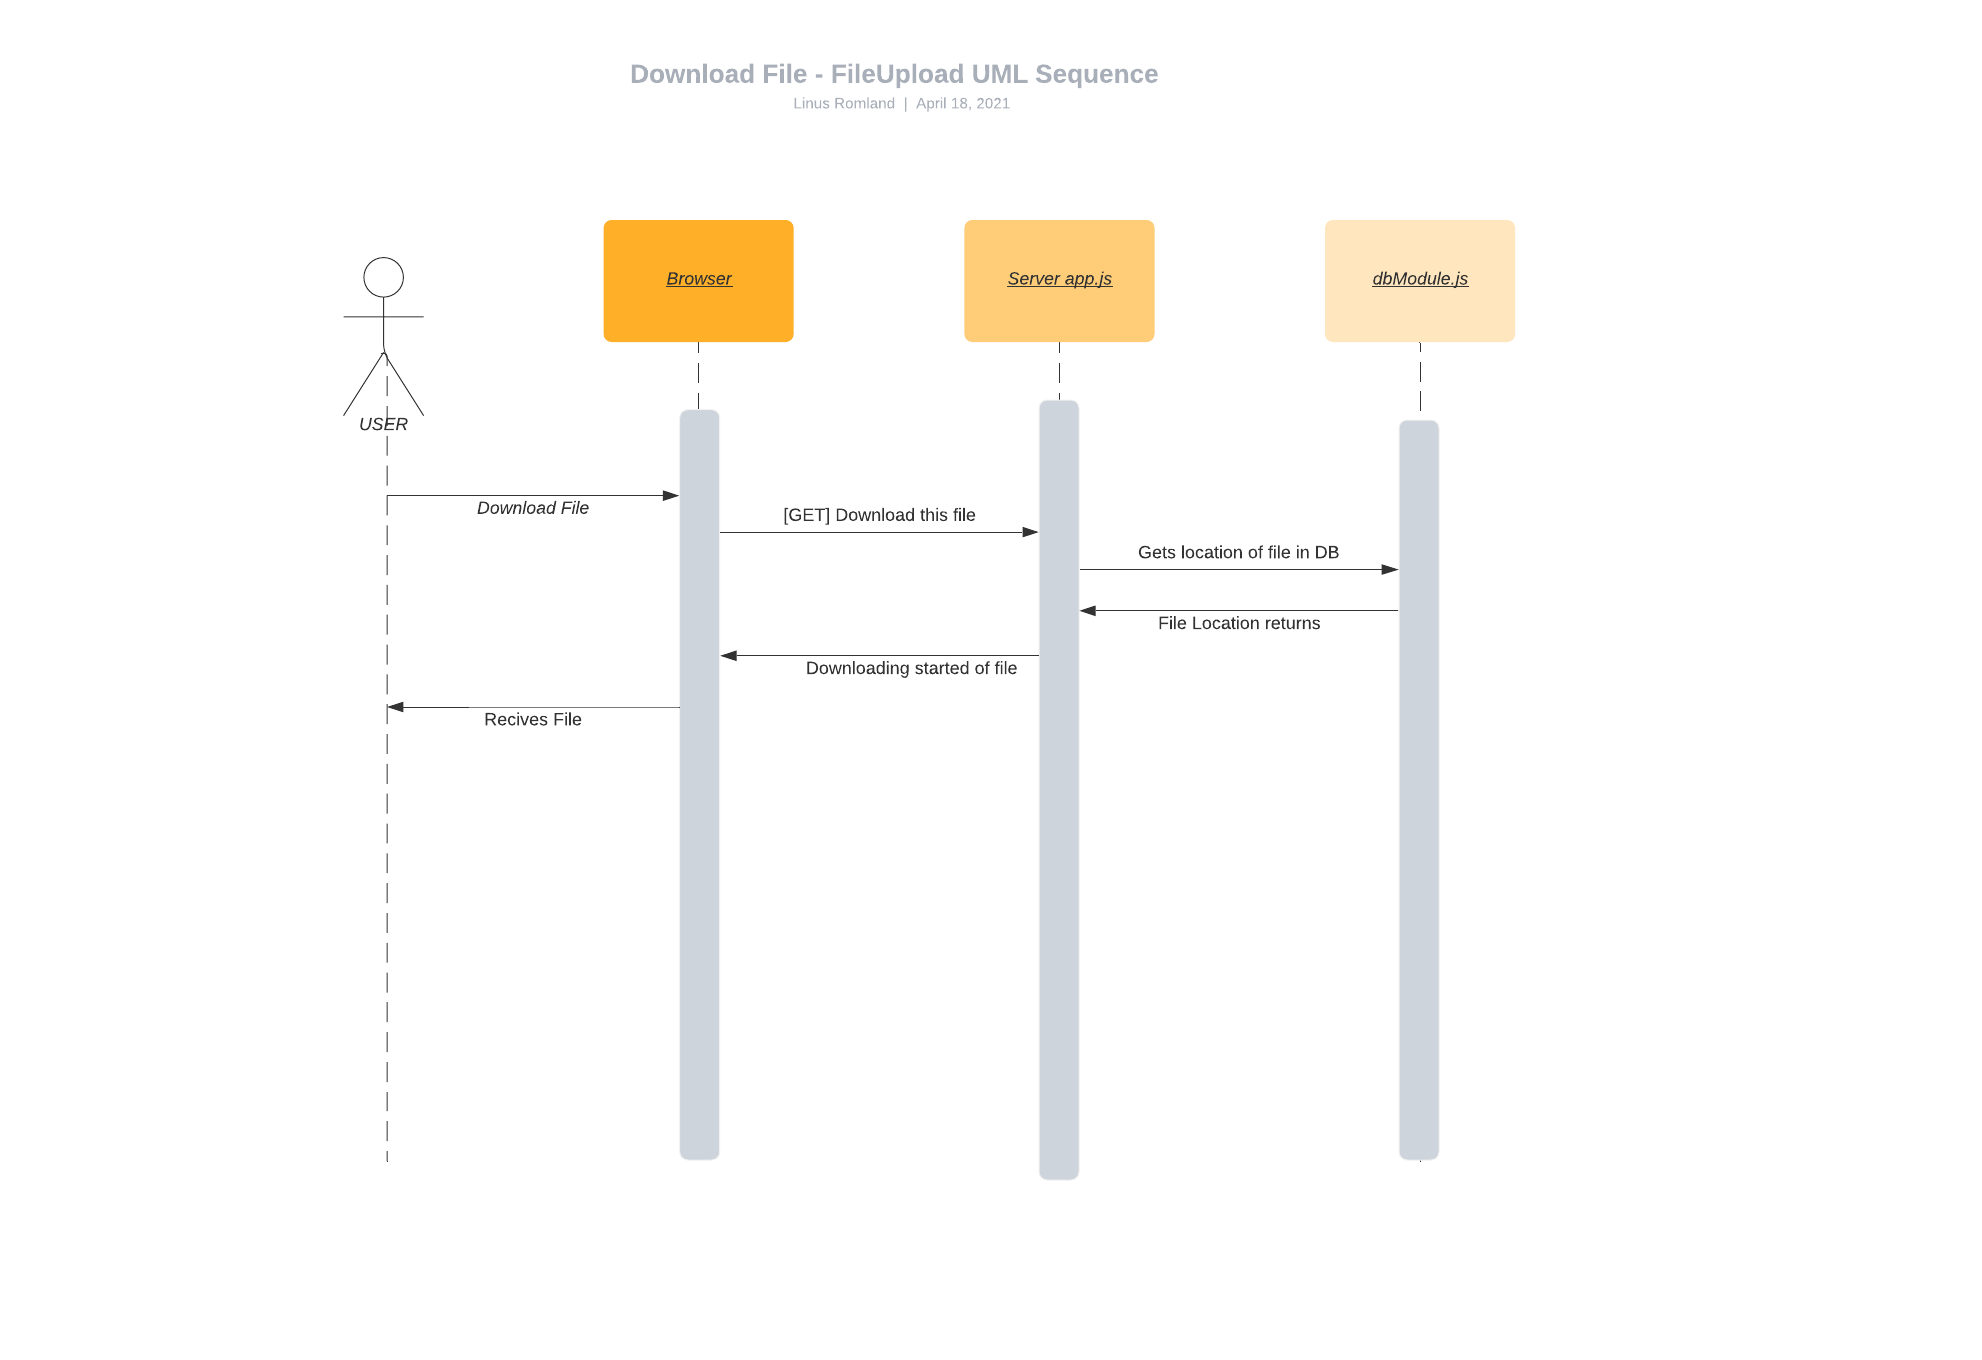 Download File - FileUpload UML Sequence
Linus Romland | April 18, 2021
Browser
Server app.js
dbModule.js
USER
Download File
[GET] Download this file
Gets location of file in DB
File Location returns
Downloading started of file
Recives File